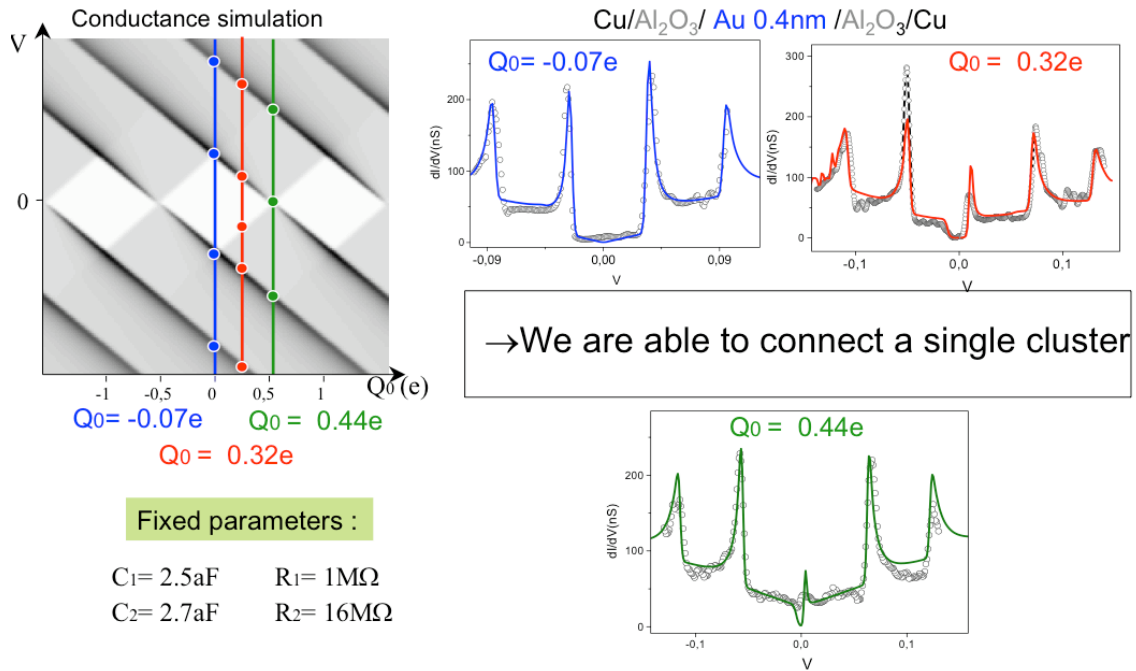 Conductance simulation
V
0
-1
-0,5
0
0,5
1
Q₀ (e)
Q₀= -0.07e
Q₀ = 0.44e
Q₀ = 0.32e
Fixed parameters :
C₁= 2.5aF R₁= 1MΩ
C₂= 2.7aF R₂= 16MΩ
Cu/Al₂O₃/ Au 0.4nm /Al₂O₃/Cu
Q₀= -0.07e
dI/dV(nS)
200
100
0
-0,09
0,00
0,09
V
Q₀ = 0.32e
dI/dV(nS)
300
200
100
0
-0,1
0,0
0,1
V
→We are able to connect a single cluster
Q₀ = 0.44e
dI/dV(nS)
200
100
0
-0,1
0,0
0,1
V